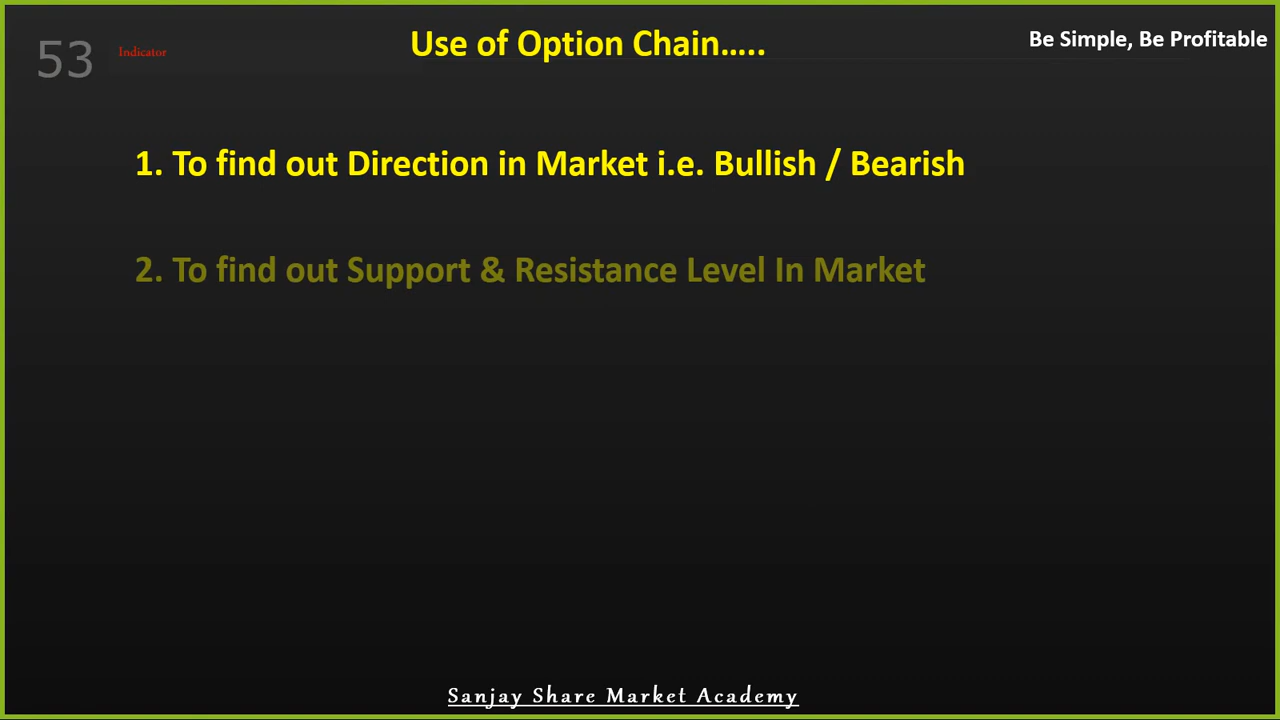 53
Indicator
Use of Option Chain.....
Be Simple, Be Profitable
1. To find out Direction in Market i.e. Bullish / Bearish
2. To find out Support & Resistance Level In Market
Sanjay Share Market Academy